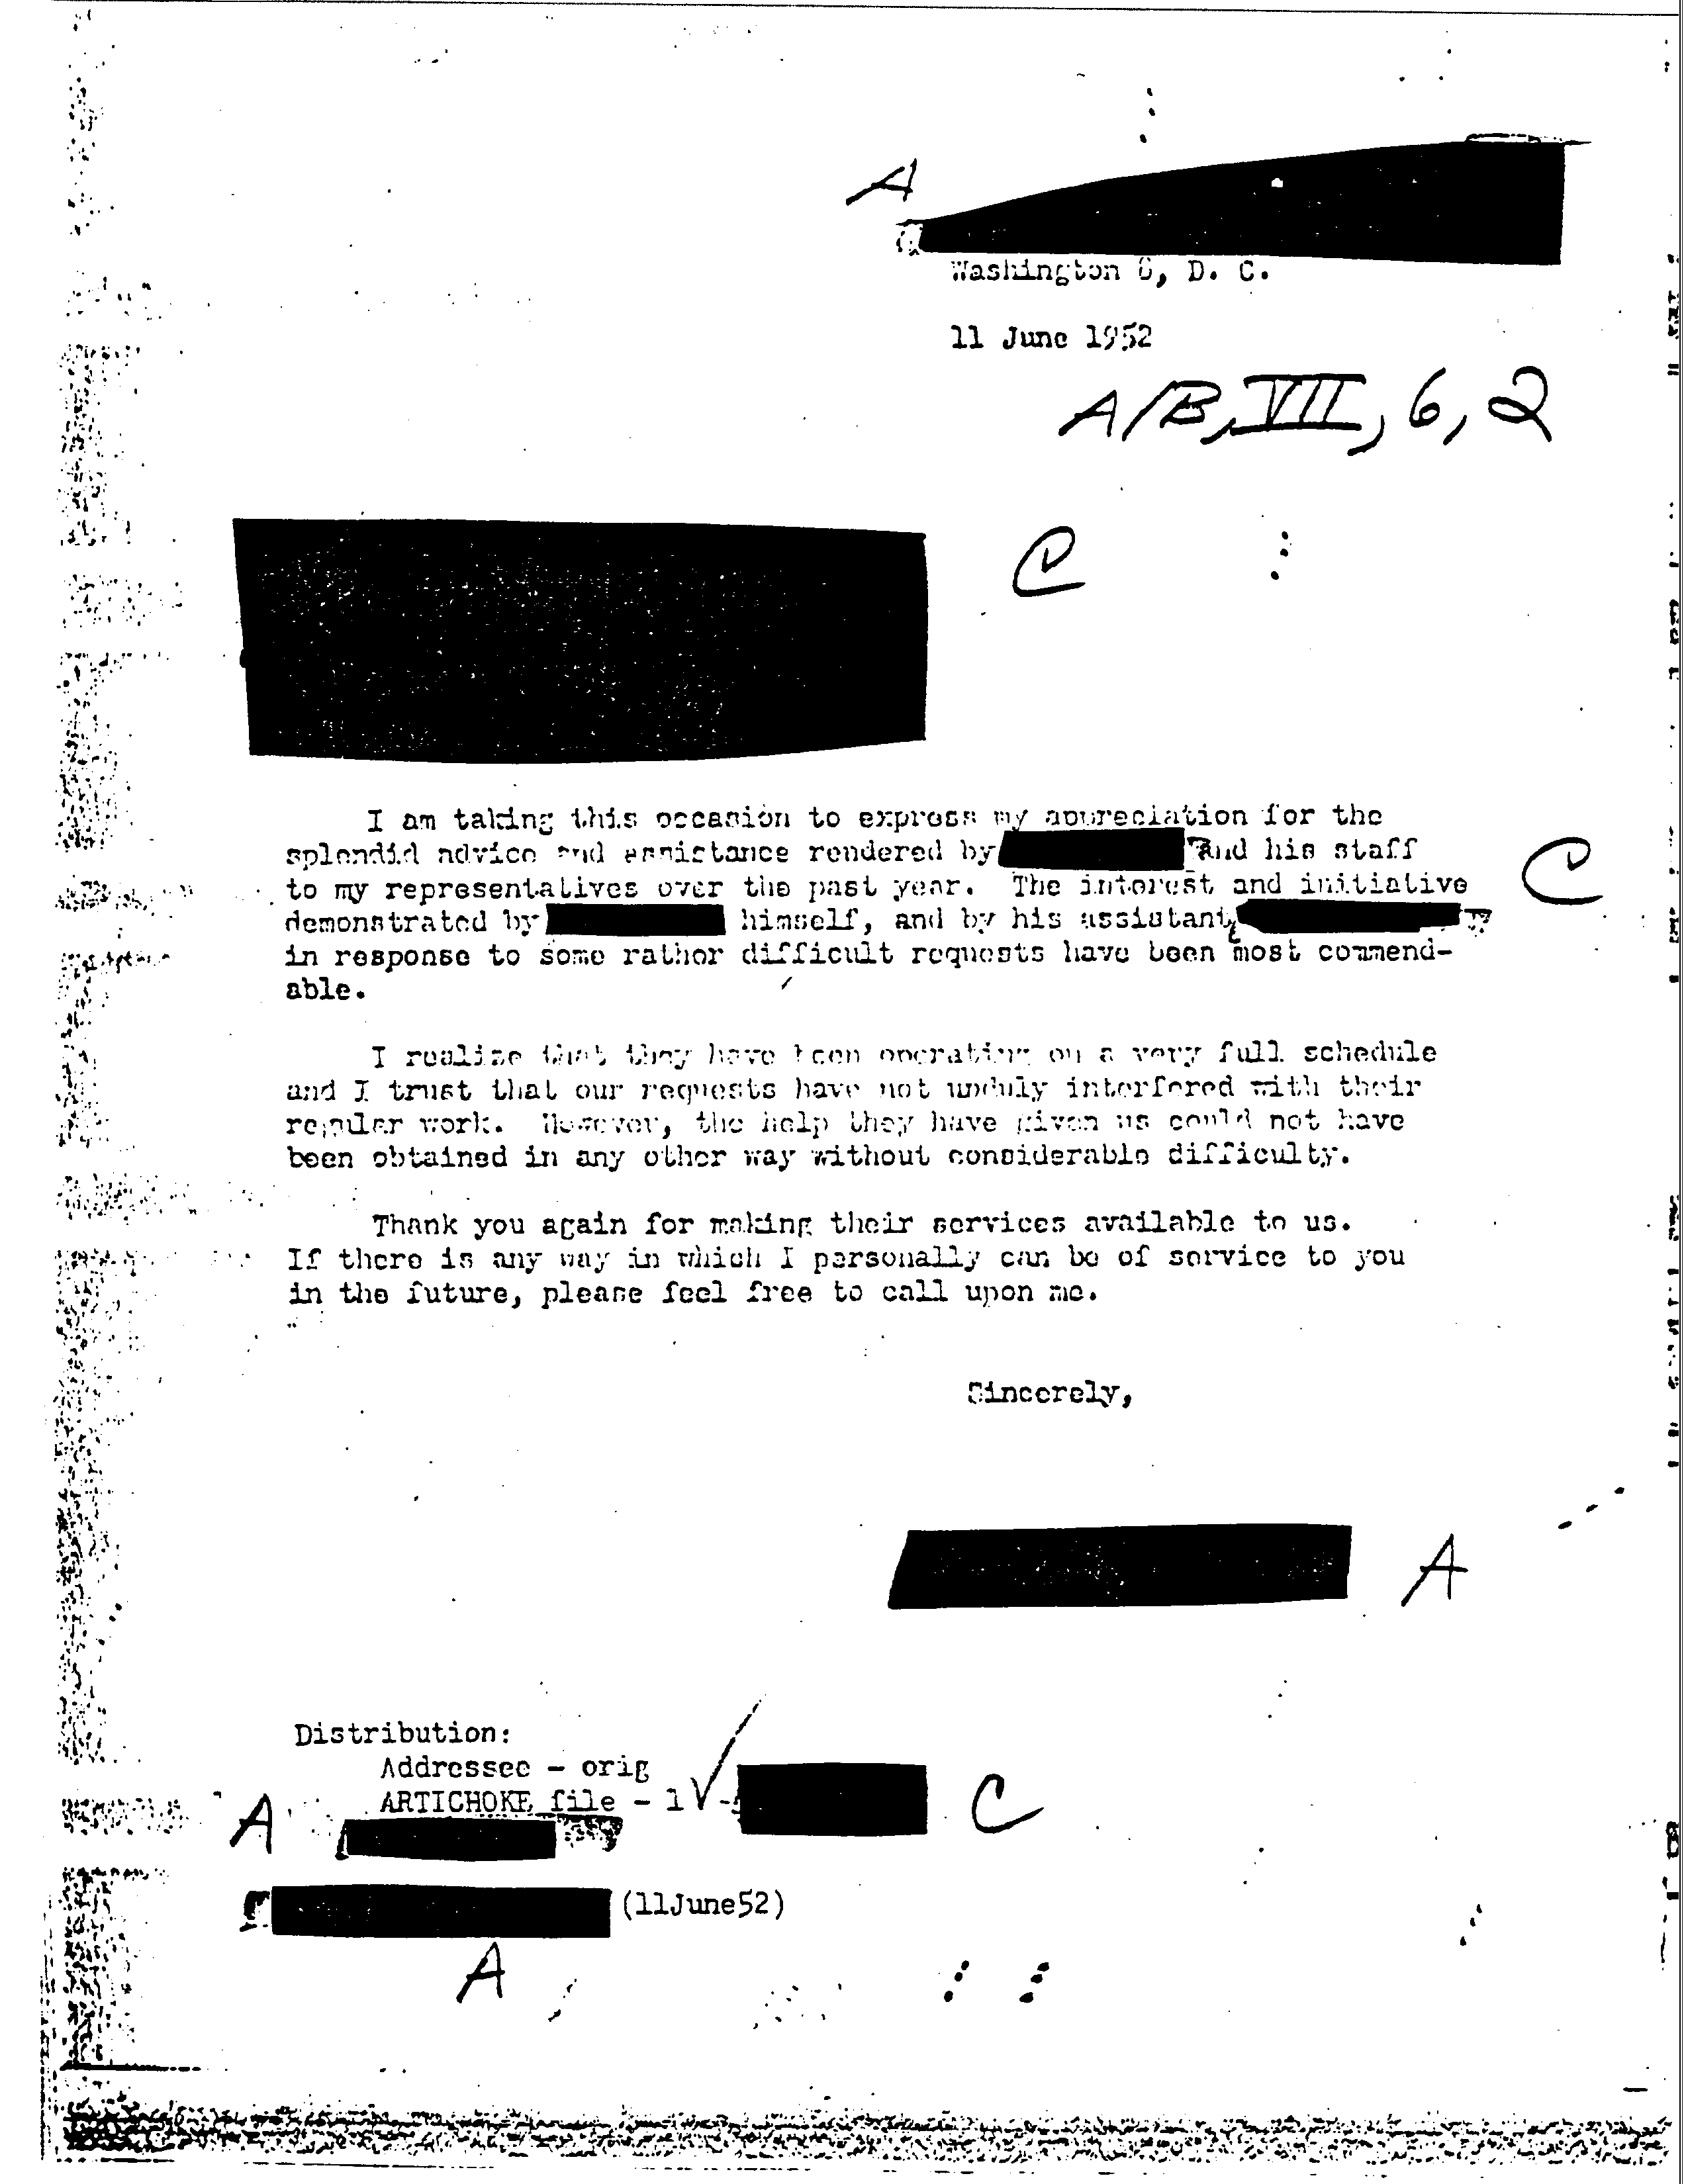 A
Washington 6, D. C.
11 June 1952
A/B, VII, 6, 2
C
I am taking this occasion to express my appreciation for the
splendid advice and assistance rendered by and his staff
to my representatives over the past year. The interest and initiative
C
demonstrated by himself, and by his assistant,
in response to some rather difficult requests have been most commend-
able.
I realize that they have been operating on a very full schedule
and I trust that our requests have not unduly interfered with their
regular work. However, the help they have given us could not have
been obtained in any other way without considerable difficulty.
Thank you again for making their services available to us.
If there is any way in which I personally can be of service to you
in the future, please feel free to call upon me.
Sincerely,
A
Distribution:
Addressee - orig
ARTICHOKE file - 1 ✓ -
C
A
(11June52)
A